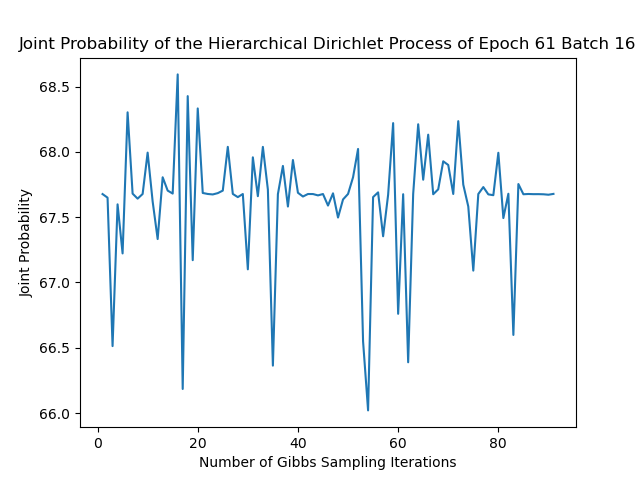 Joint Probability of the Hierarchical Dirichlet Process of Epoch 61 Batch 16
68.5
68.0
67.5
67.0
66.5
66.0
Joint Probability
0 20 40 60 80
Number of Gibbs Sampling Iterations